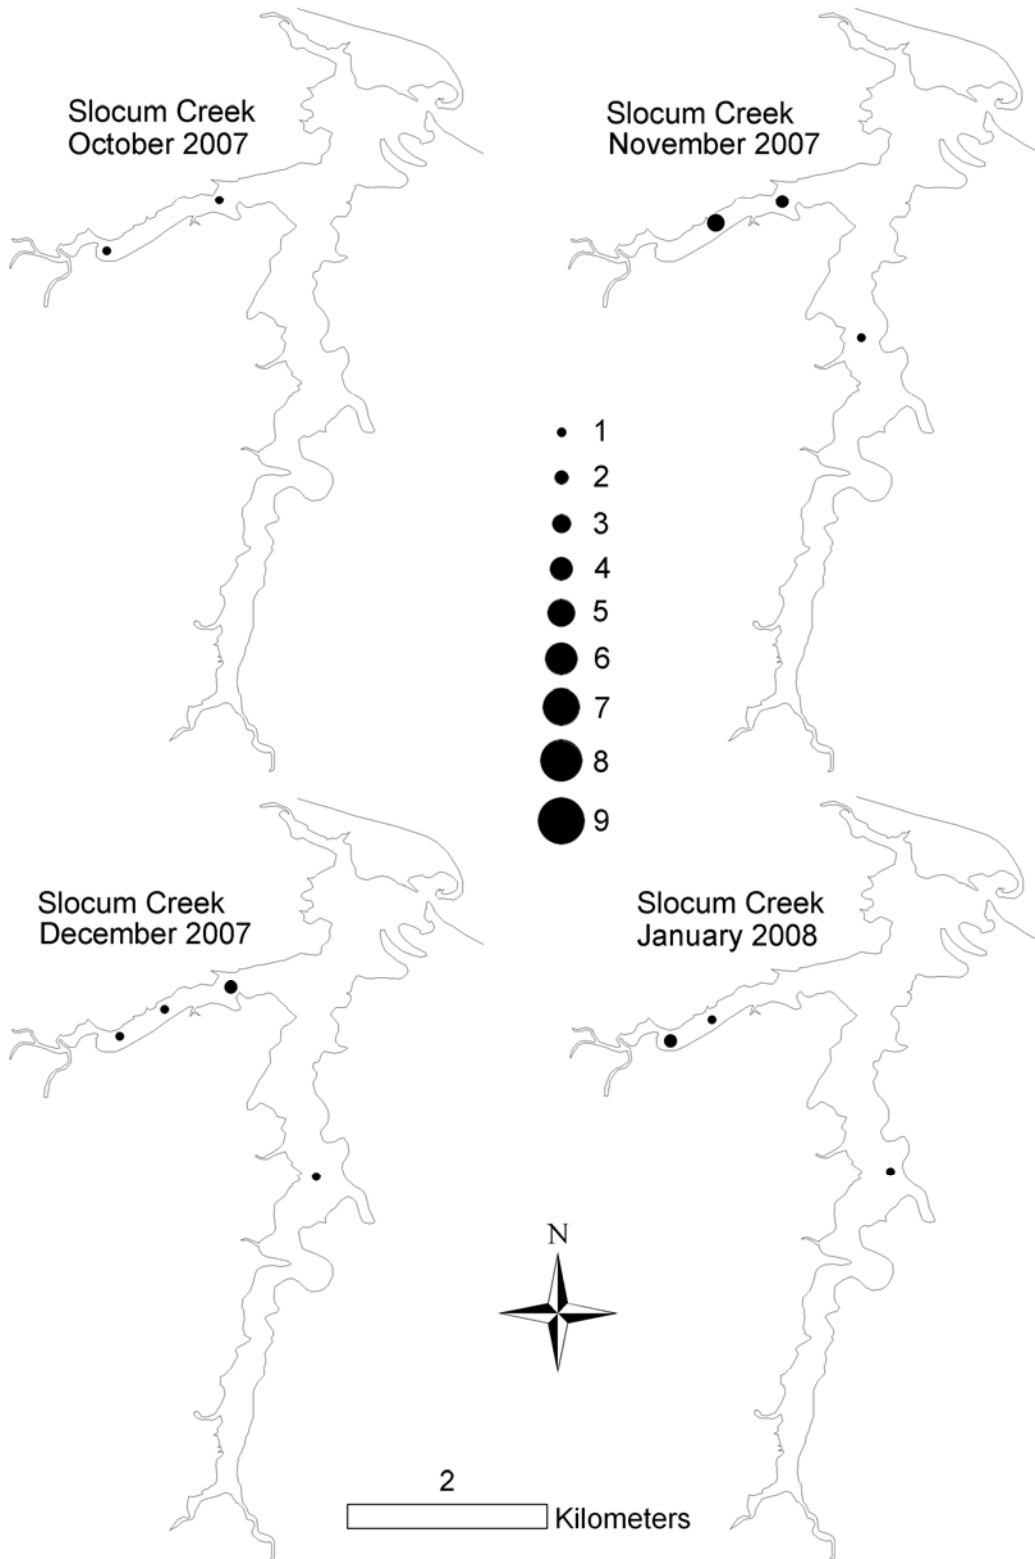 Slocum Creek
October 2007
Slocum Creek
November 2007
1
2
3
4
5
6
7
8
9
Slocum Creek
December 2007
Slocum Creek
January 2008
N
2
Kilometers